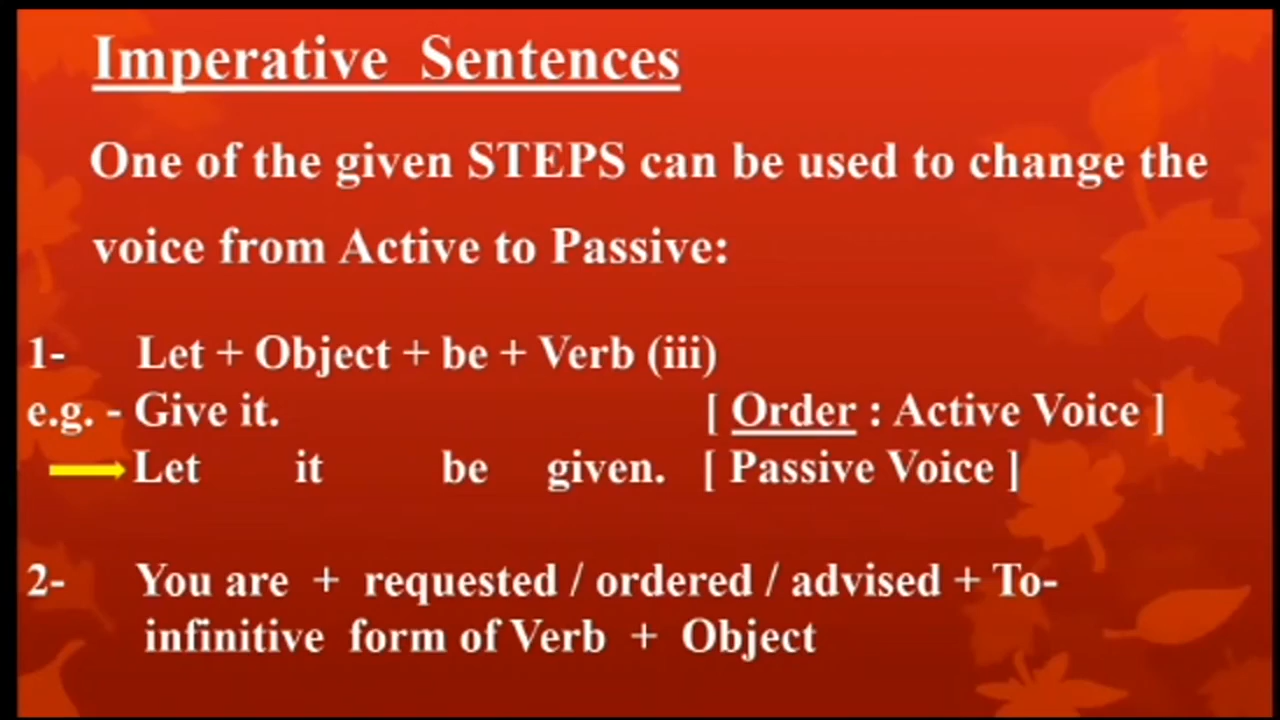 Imperative Sentences
One of the given STEPS can be used to change the
voice from Active to Passive:
1- Let + Object + be + Verb (iii)
e.g. - Give it. [ Order : Active Voice ]
Let it be given. [ Passive Voice ]
2- You are + requested / ordered / advised + To-
infinitive form of Verb + Object